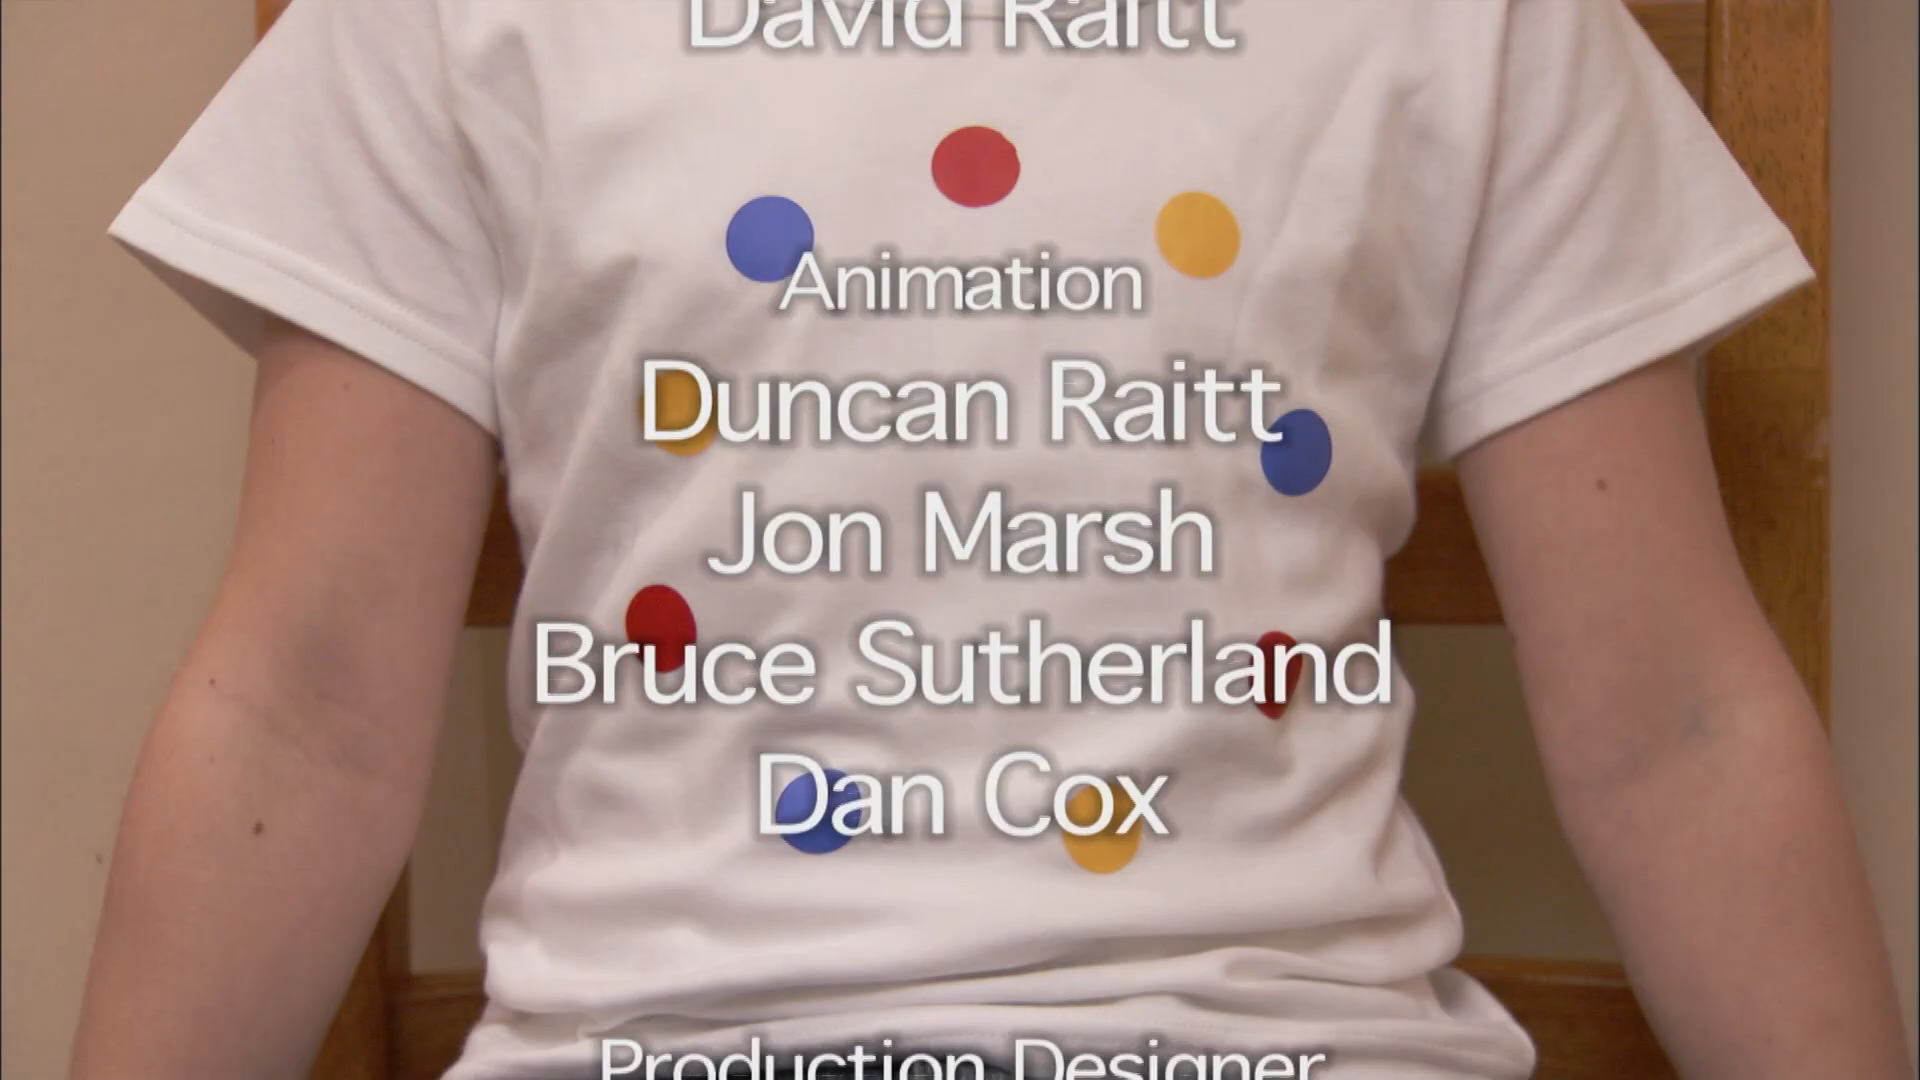 David Raitt
Animation
Duncan Raitt
Jon Marsh
Bruce Sutherland
Dan Cox
Production Designer